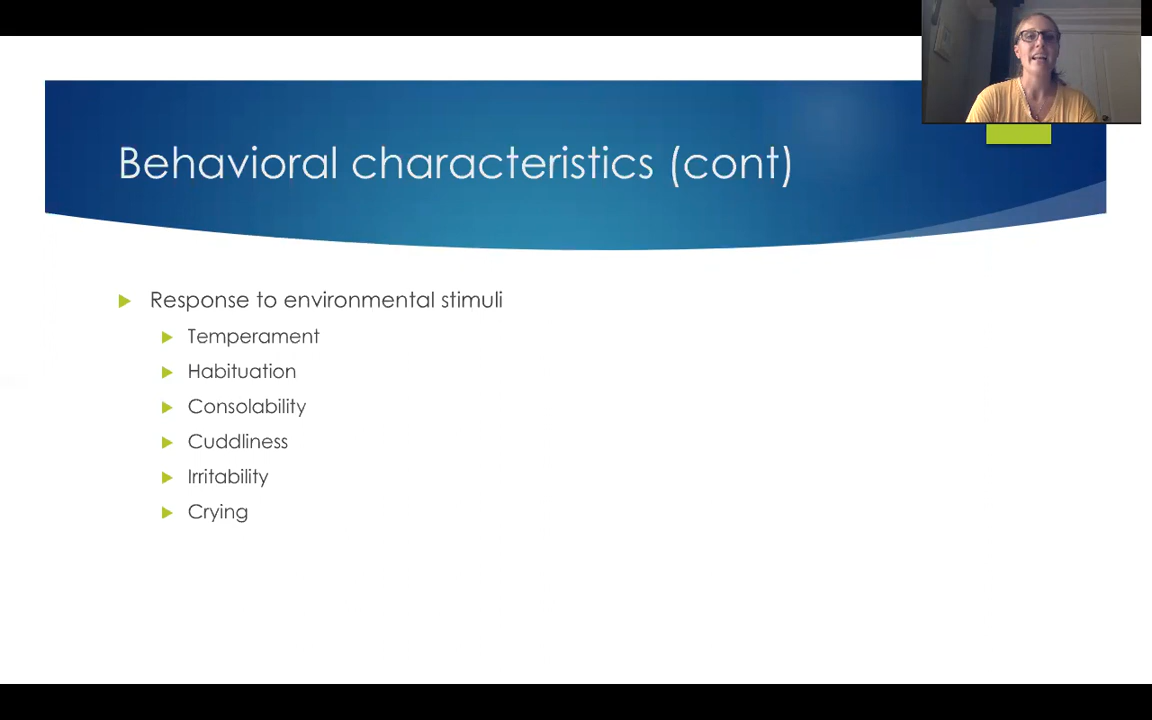 Behavioral characteristics (cont)
Response to environmental stimuli
Temperament
Habituation
Consolability
Cuddliness
Irritability
Crying